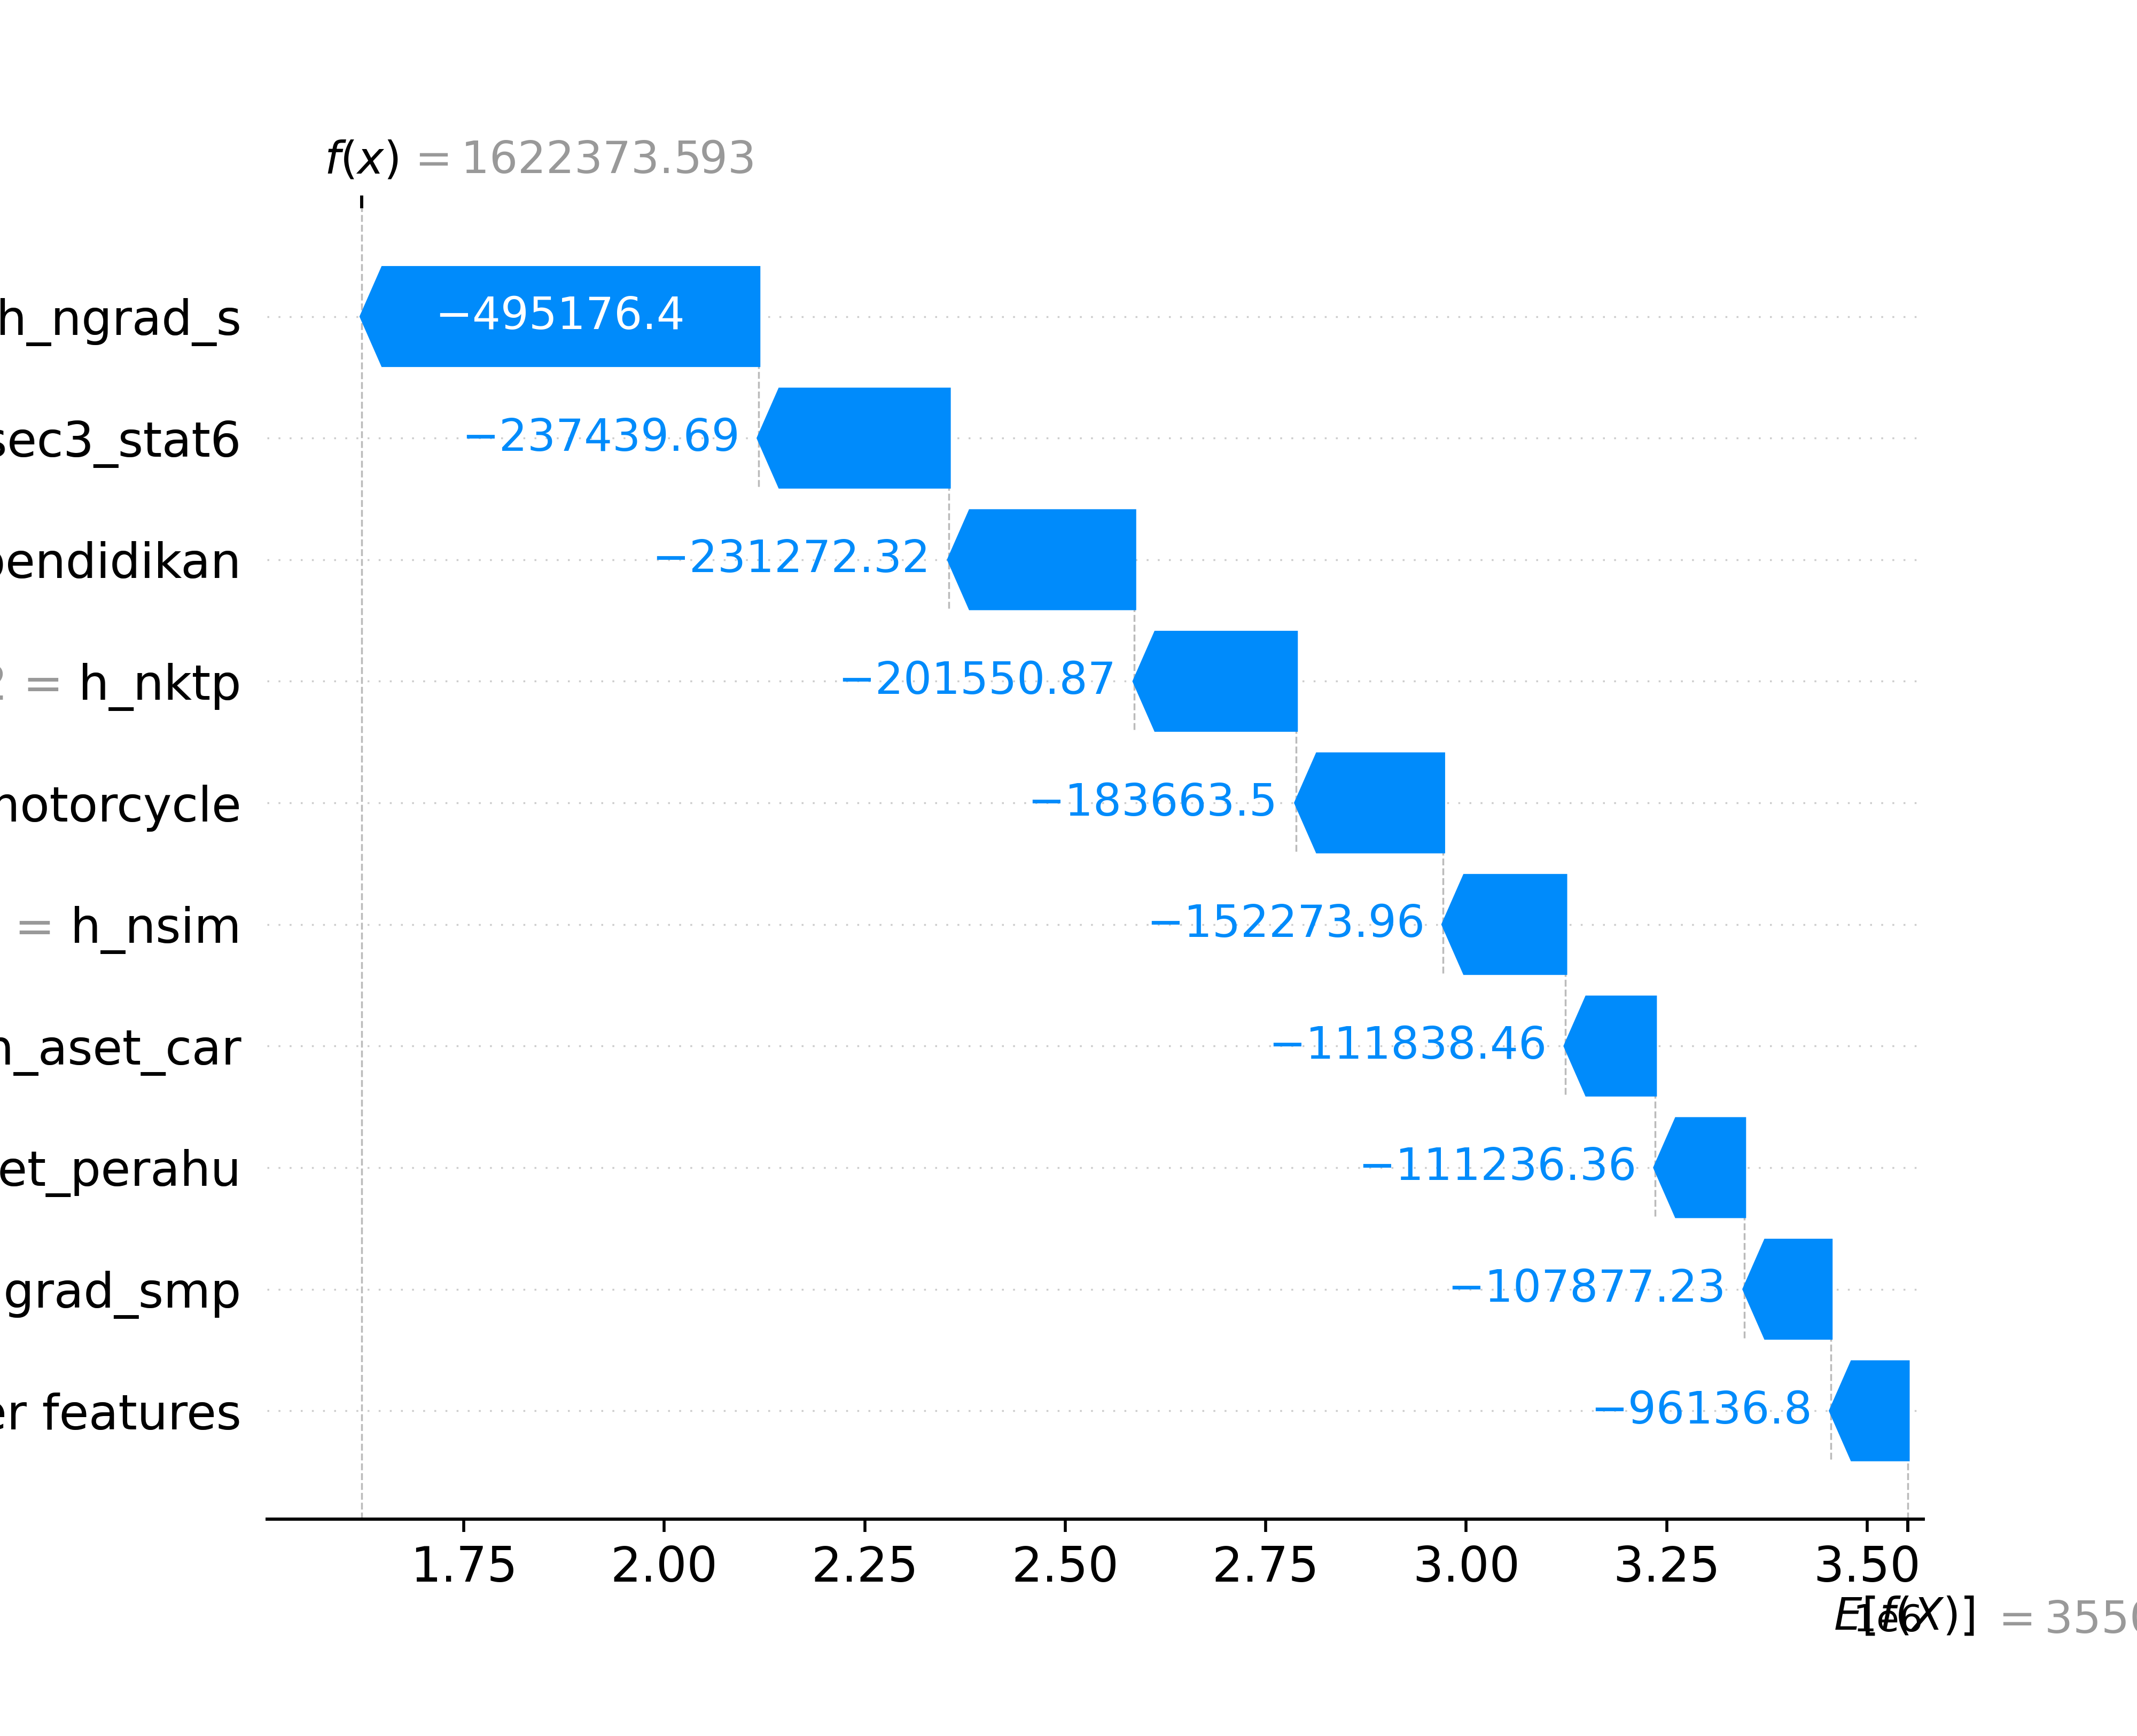 f(x) = 1622373.593
h_ngrad_s
−495176.4
sec3_stat6
−237439.69
pendidikan
−231272.32
2 = h_nktp
−201550.87
motorcycle
−183663.5
= h_nsim
−152273.96
h_aset_car
−111838.46
et_perahu
−111236.36
grad_smp
−107877.23
er features
−96136.8
1.75 2.00 2.25 2.50 2.75 3.00 3.25 3.50
1e6
E[f(X)] = 3550